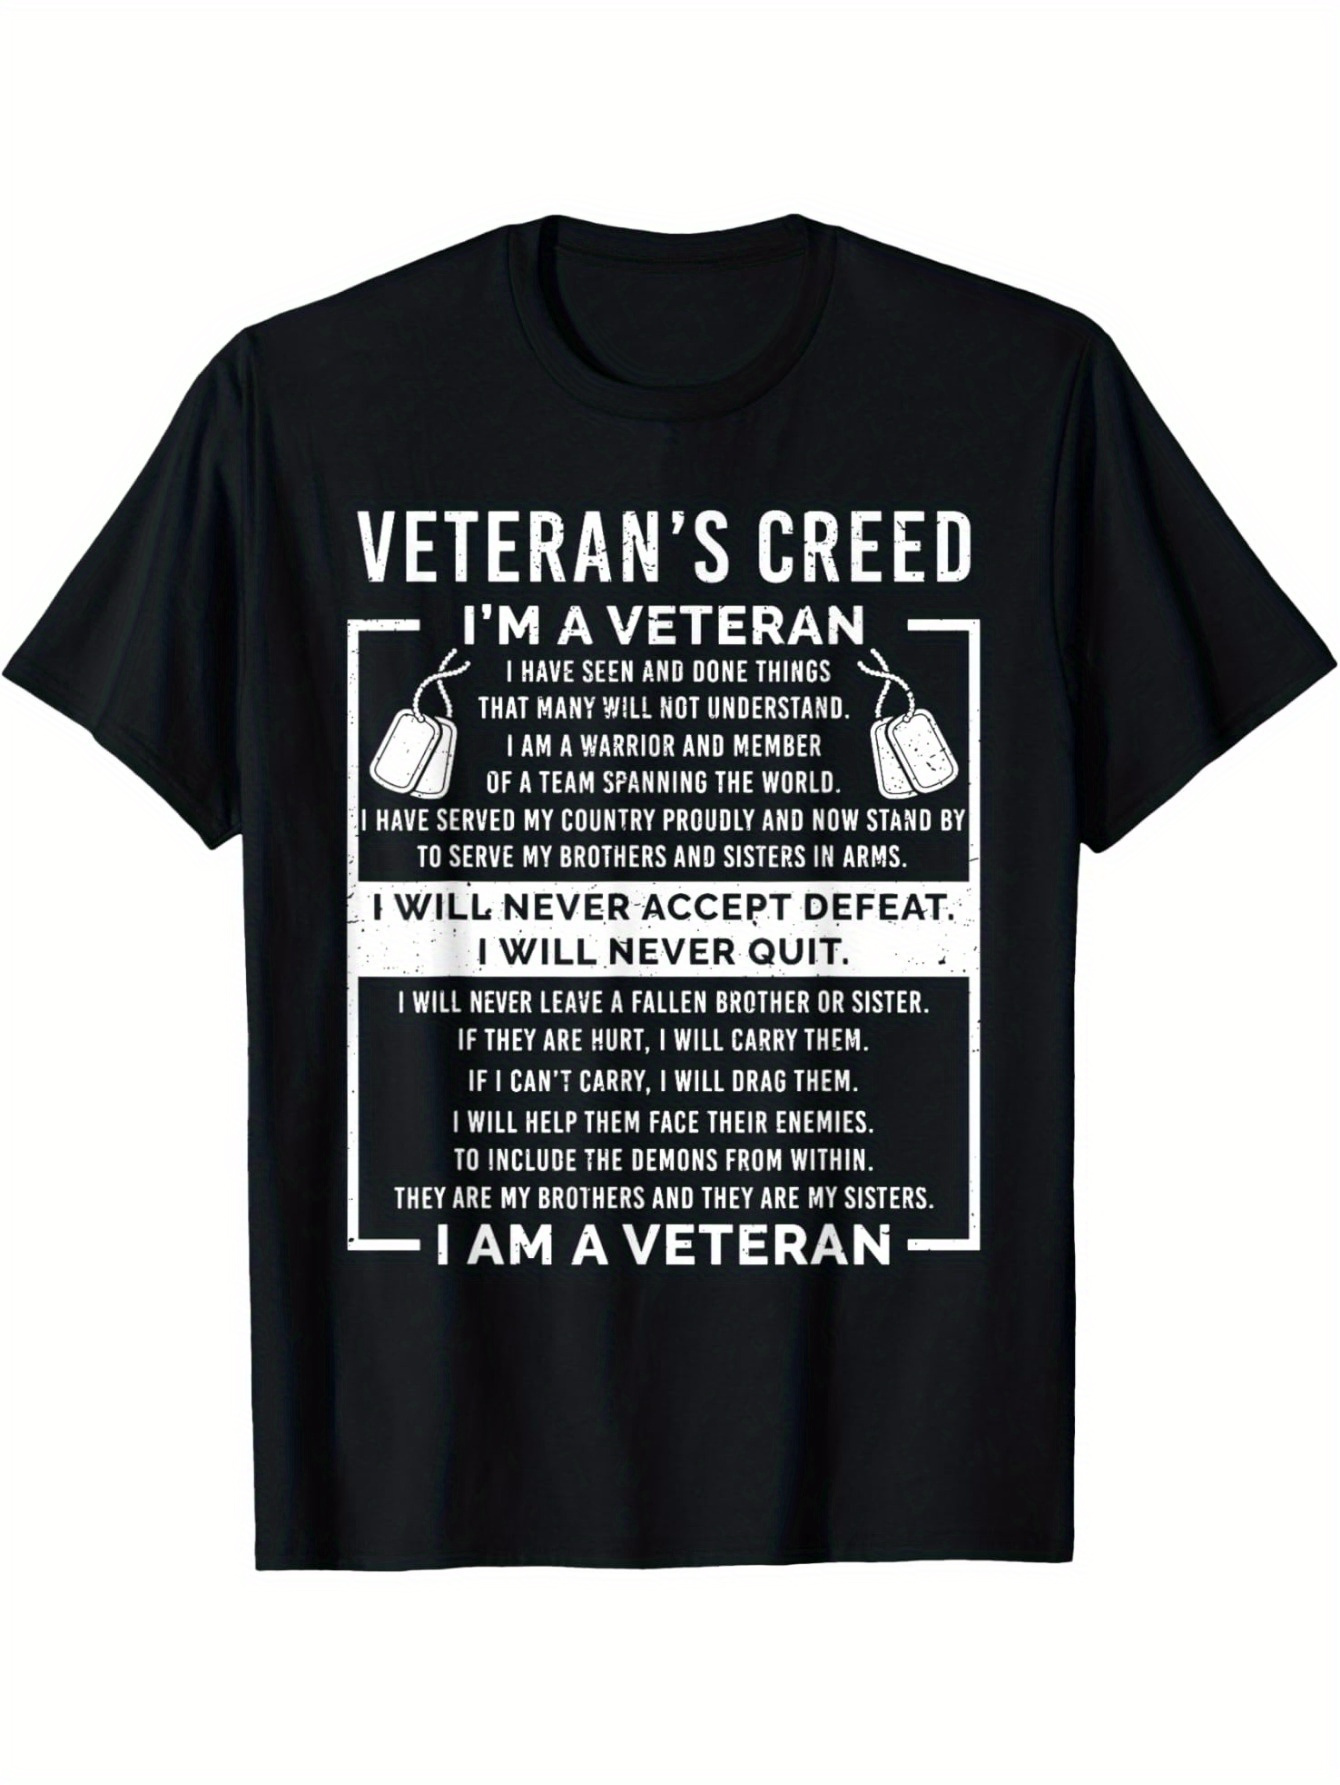 VETERAN'S CREED
I'M A VETERAN
I HAVE SEEN AND DONE THINGS
THAT MANY WILL NOT UNDERSTAND.
I AM A WARRIOR AND MEMBER
OF A TEAM SPANNING THE WORLD.
I HAVE SERVED MY COUNTRY PROUDLY AND NOW STAND BY
TO SERVE MY BROTHERS AND SISTERS IN ARMS.
I WILL NEVER ACCEPT DEFEAT.
I WILL NEVER QUIT.
I WILL NEVER LEAVE A FALLEN BROTHER OR SISTER.
IF THEY ARE HURT, I WILL CARRY THEM.
IF I CAN'T CARRY, I WILL DRAG THEM.
I WILL HELP THEM FACE THEIR ENEMIES.
TO INCLUDE THE DEMONS FROM WITHIN.
THEY ARE MY BROTHERS AND THEY ARE MY SISTERS.
I AM A VETERAN